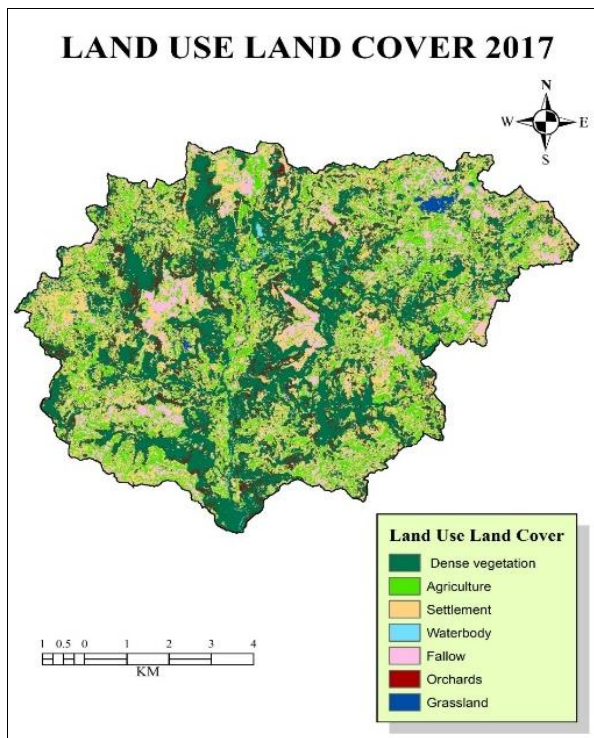 LAND USE LAND COVER 2017
N
W E
S
Land Use Land Cover
Dense vegetation
Agriculture
Settlement
Waterbody
Fallow
Orchards
Grassland
1 0.5 0 1 2 3 4
KM